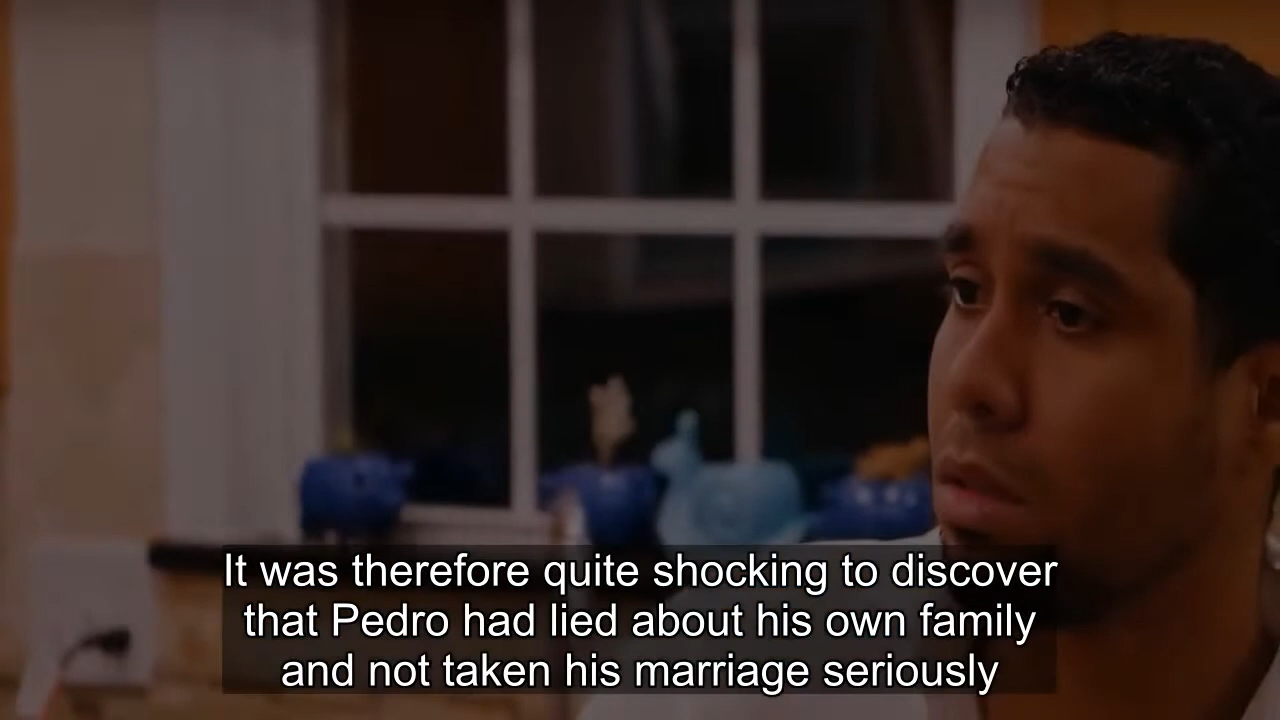 It was therefore quite shocking to discover
that Pedro had lied about his own family
and not taken his marriage seriously